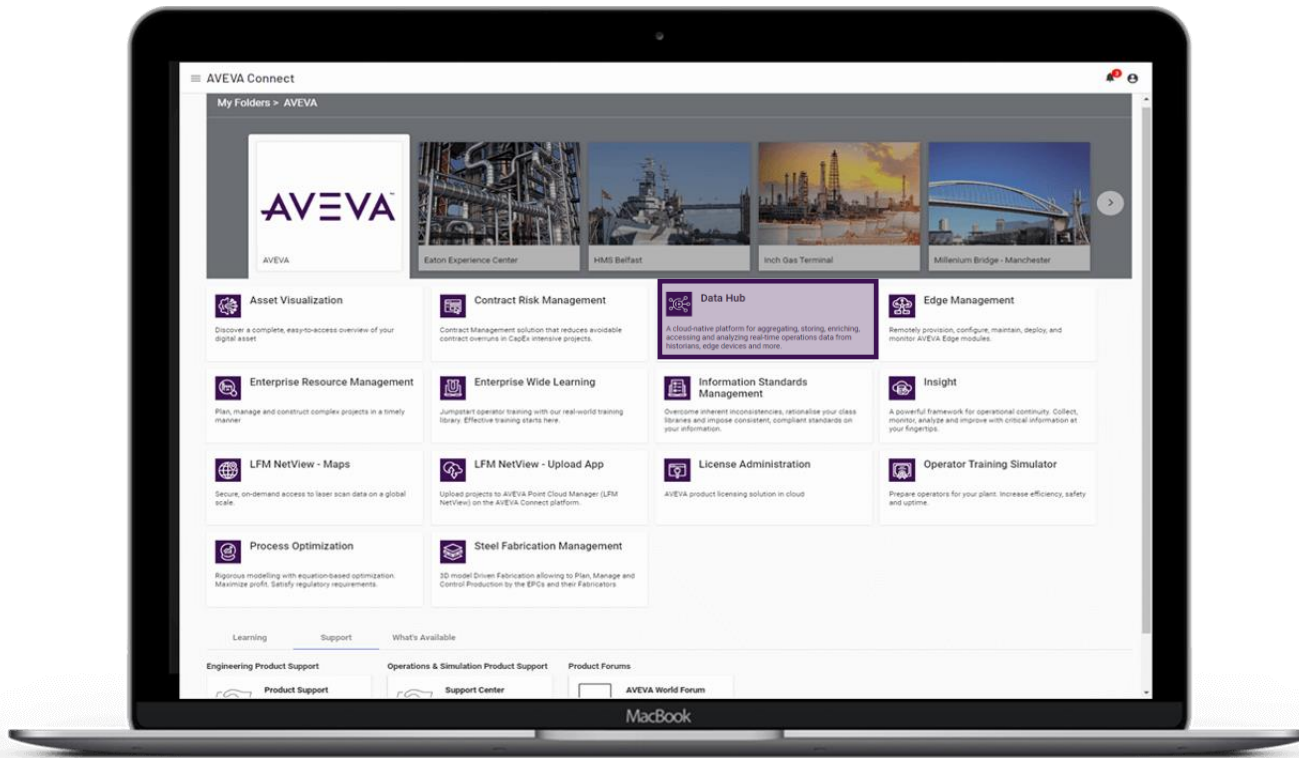 AVEVA Connect
3
My Folders > AVEVA
AVEVA™
AVEVA
Eaton Experience Center
HMS Belfast
Inch Gas Terminal
Millenium Bridge - Manchester
Asset Visualization
Discover a complete, easy-to-access overview of your
digital asset
Contract Risk Management
Contract Management solution that reduces avoidable
contract overruns in CapEx intensive projects.
Data Hub
A cloud-native platform for aggregating, storing, enriching,
accessing and analyzing real-time operations data from
historians, edge devices and more.
Edge Management
Remotely provision, configure, maintain, deploy, and
monitor AVEVA Edge modules.
Enterprise Resource Management
Plan, manage and construct complex projects in a timely
manner
Enterprise Wide Learning
Jumpstart operator training with our real-world training
library. Effective training starts here.
Information Standards
Management
Overcome inherent inconsistencies, rationalise your class
libraries and impose consistent, compliant standards on
your information.
Insight
A powerful framework for operational continuity. Collect,
monitor, analyze and improve with critical information at
your fingertips.
LFM NetView - Maps
Secure, on-demand access to laser scan data on a global
scale.
LFM NetView - Upload App
Upload projects to AVEVA Point Cloud Manager (LFM
NetView) on the AVEVA Connect platform.
License Administration
AVEVA product licensing solution in cloud
Operator Training Simulator
Prepare operators for your plant. Increase efficiency, safety
and uptime.
Process Optimization
Rigorous modelling with equation-based optimization.
Maximize profit. Satisfy regulatory requirements.
Steel Fabrication Management
3D model Driven Fabrication allowing to Plan, Manage and
Control Production by the EPCs and their Fabricators
Learning
Support
What's Available
Engineering Product Support
Operations & Simulation Product Support
Product Forums
Product Support
Support Center
AVEVA World Forum
MacBook